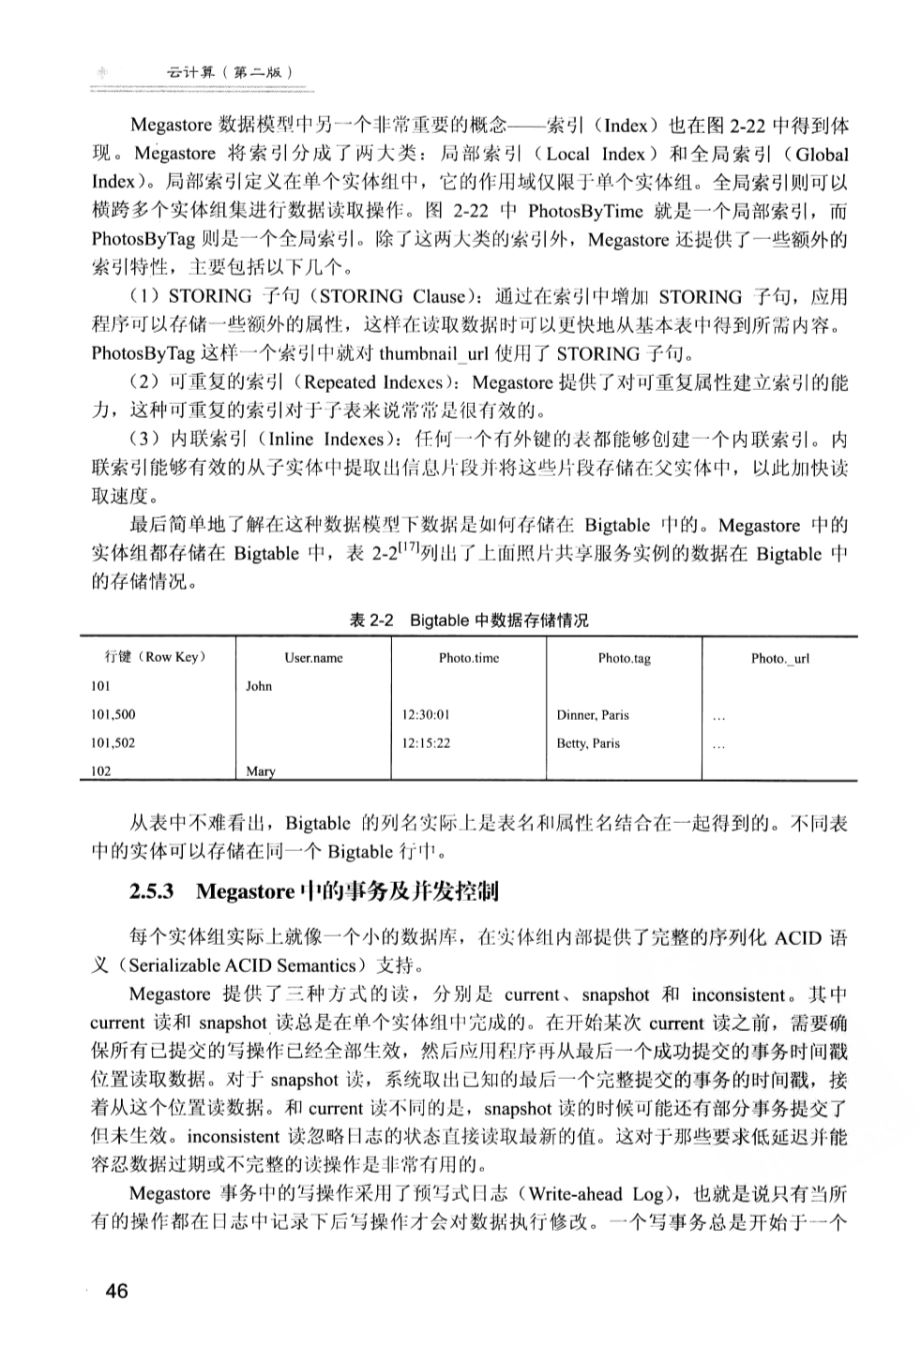 云计算（第二版）
Megastore 数据模型中另一个非常重要的概念——索引（Index）也在图 2-22 中得到体
现。Megastore 将索引分成了两大类：局部索引（Local Index）和全局索引（Global
Index）。局部索引定义在单个实体组中，它的作用域仅限于单个实体组。全局索引则可以
横跨多个实体组集进行数据读取操作。图 2-22 中 PhotosByTime 就是一个局部索引，而
PhotosByTag 则是一个全局索引。除了这两大类的索引外，Megastore 还提供了一些额外的
索引特性，主要包括以下几个。
（1）STORING 子句（STORING Clause）：通过在索引中增加 STORING 子句，应用
程序可以存储一些额外的属性，这样在读取数据时可以更快地从基本表中得到所需内容。
PhotosByTag 这样一个索引中就对 thumbnail_url 使用了 STORING 子句。
（2）可重复的索引（Repeated Indexes）：Megastore 提供了对可重复属性建立索引的能
力，这种可重复的索引对于子表来说常常是很有效的。
（3）内联索引（Inline Indexes）：任何一个有外键的表都能够创建一个内联索引。内
联索引能够有效的从子实体中提取出信息片段并将这些片段存储在父实体中，以此加快读
取速度。
最后简单地了解在这种数据模型下数据是如何存储在 Bigtable 中的。Megastore 中的
实体组都存储在 Bigtable 中，表 2-2[17]列出了上面照片共享服务实例的数据在 Bigtable 中
的存储情况。
表 2-2 Bigtable 中数据存储情况
行键（Row Key） User.name Photo.time Photo.tag Photo._url
101 John
101,500 12:30:01 Dinner, Paris …
101,502 12:15:22 Betty, Paris …
102 Mary
从表中不难看出，Bigtable 的列名实际上是表名和属性名结合在一起得到的。不同表
中的实体可以存储在同一个 Bigtable 行中。
2.5.3 Megastore 中的事务及并发控制
每个实体组实际上就像一个小的数据库，在实体组内部提供了完整的序列化 ACID 语
义（Serializable ACID Semantics）支持。
Megastore 提供了三种方式的读，分别是 current、snapshot 和 inconsistent。其中
current 读和 snapshot 读总是在单个实体组中完成的。在开始某次 current 读之前，需要确
保所有已提交的写操作已经全部生效，然后应用程序再从最后一个成功提交的事务时间戳
位置读取数据。对于 snapshot 读，系统取出已知的最后一个完整提交的事务的时间戳，接
着从这个位置读数据。和 current 读不同的是，snapshot 读的时候可能还有部分事务提交了
但未生效。inconsistent 读忽略日志的状态直接读取最新的值。这对于那些要求低延迟并能
容忍数据过期或不完整的读操作是非常有用的。
Megastore 事务中的写操作采用了预写式日志（Write-ahead Log），也就是说只有当所
有的操作都在日志中记录下后写操作才会对数据执行修改。一个写事务总是开始于一个
46